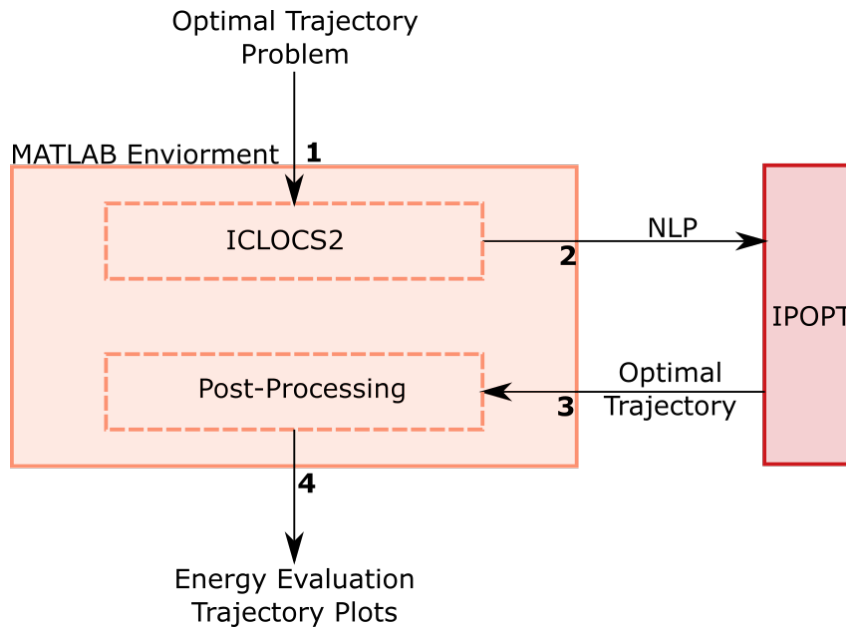 Optimal Trajectory
Problem
MATLAB Enviorment
1
ICLOCS2
NLP
2
IPOPT
Post-Processing
Optimal
Trajectory
3
4
Energy Evaluation
Trajectory Plots